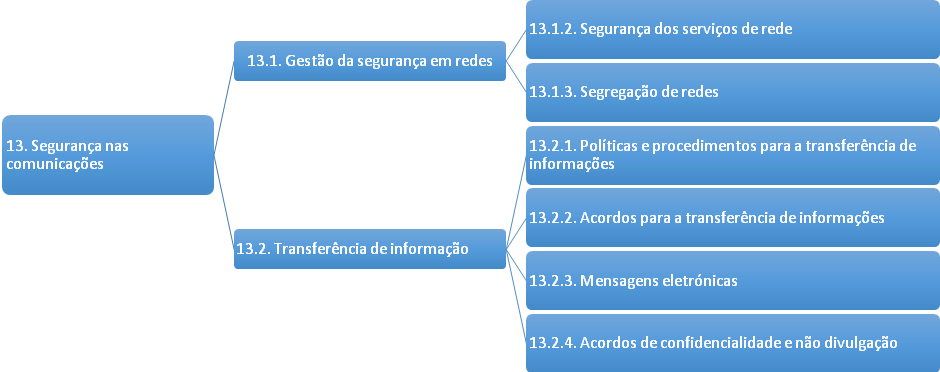 13. Segurança nas
comunicações
13.1. Gestão da segurança em redes
13.1.2. Segurança dos serviços de rede
13.1.3. Segregação de redes
13.2. Transferência de informação
13.2.1. Políticas e procedimentos para a transferência de
informações
13.2.2. Acordos para a transferência de informações
13.2.3. Mensagens eletrónicas
13.2.4. Acordos de confidencialidade e não divulgação